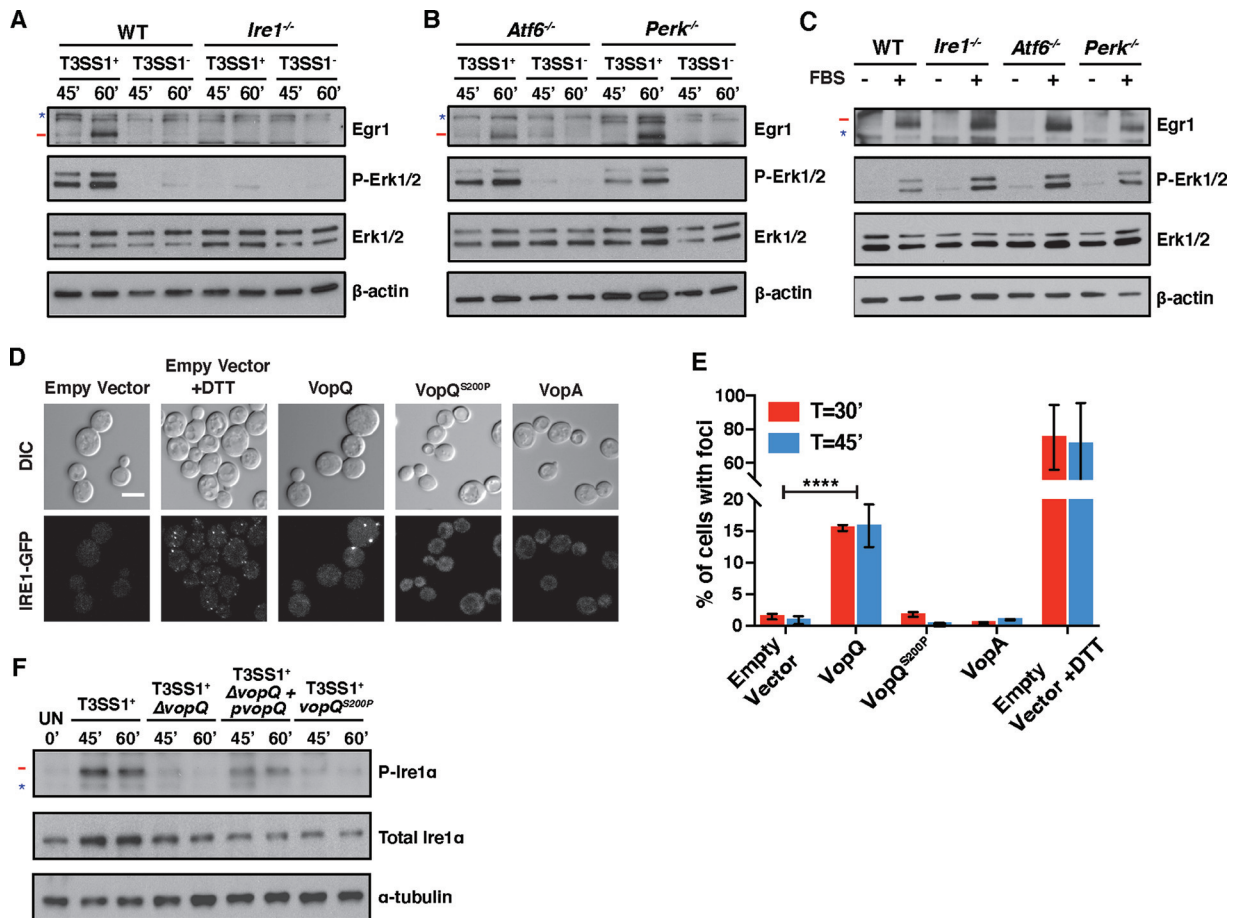 A
WT
Ire1-/-
T3SS1+ T3SS1- T3SS1+ T3SS1-
45' 60' 45' 60' 45' 60' 45' 60'
*
–
Egr1
P-Erk1/2
Erk1/2
β-actin
B
Atf6-/-
Perk-/-
T3SS1+ T3SS1- T3SS1+ T3SS1-
45' 60' 45' 60' 45' 60' 45' 60'
*
–
Egr1
P-Erk1/2
Erk1/2
β-actin
C
WT Ire1-/- Atf6-/- Perk-/-
FBS - + - + - + - +
–
*
Egr1
P-Erk1/2
Erk1/2
β-actin
D
Empy Vector
Empy Vector
+DTT
VopQ
VopQS200P
VopA
DIC
IRE1-GFP
E
% of cells with foci
100
80
60
20
15
10
5
0
T=30'
T=45'
****
Empty
Vector
VopQ
VopQS200P
VopA
Empty
Vector +DTT
F
UN
0'
T3SS1+
45' 60'
T3SS1+
ΔvopQ
45' 60'
T3SS1+
ΔvopQ +
pvopQ
45' 60'
T3SS1+
vopQS200P
45' 60'
–
*
P-Ire1α
Total Ire1α
α-tubulin